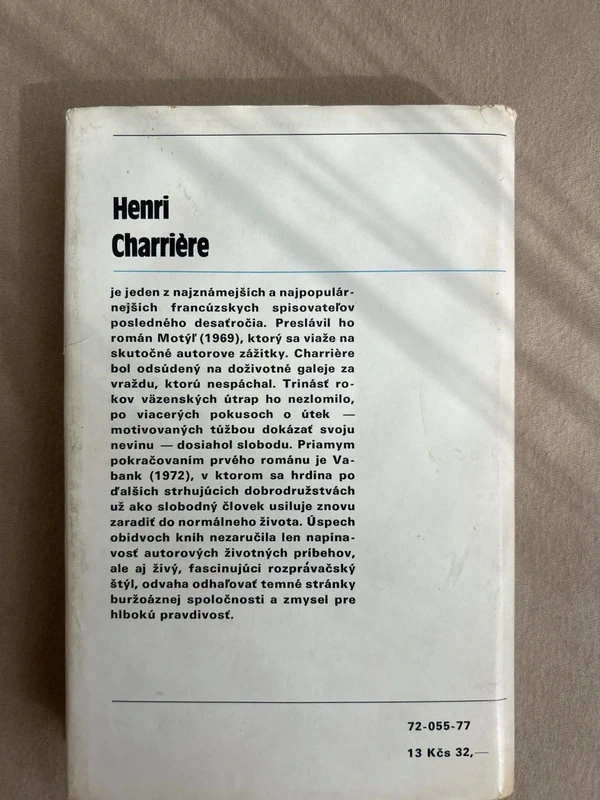 Henri
Charrière
je jeden z najznámejších a najpopulár-
nejších francúzskych spisovateľov
posledného desaťročia. Preslávil ho
román Motýľ (1969), ktorý sa viaže na
skutočné autorove zážitky. Charrière
bol odsúdený na doživotné galeje za
vraždu, ktorú nespáchal. Trinásť ro-
kov väzenských útrap ho nezlomilo,
po viacerých pokusoch o útek —
motivovaných túžbou dokázať svoju
nevinu — dosiahol slobodu. Priamym
pokračovaním prvého románu je Va-
bank (1972), v ktorom sa hrdina po
ďalších strhujúcich dobrodružstvách
už ako slobodný človek usiluje znovu
zaradiť do normálneho života. Úspech
obidvoch kníh nezaručila len napína-
vosť autorových životných príbehov,
ale aj živý, fascinujúci rozprávačský
štýl, odvaha odhaľovať temné stránky
buržoáznej spoločnosti a zmysel pre
hlbokú pravdivosť.
72-055-77
13 Kčs 32,—